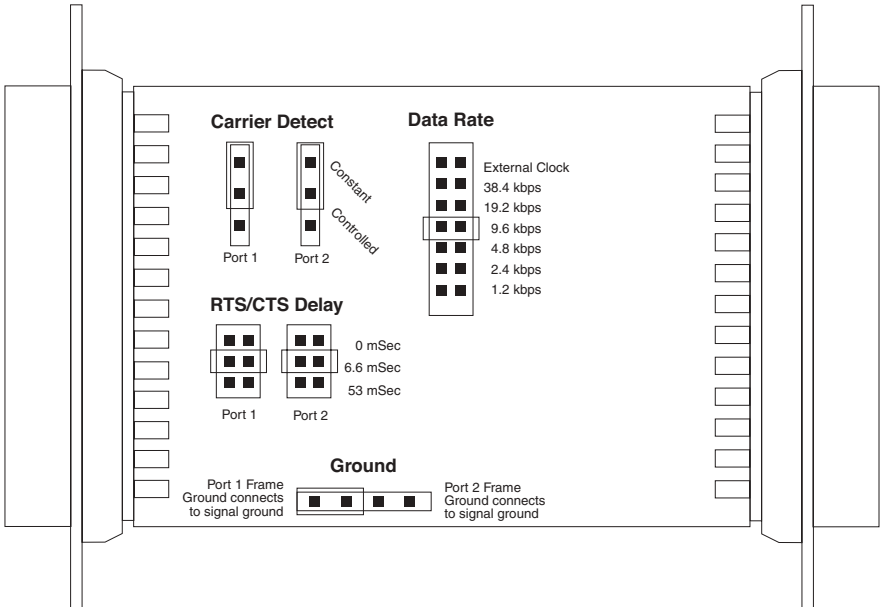 Carrier Detect
Constant
Controlled
Port 1
Port 2
Data Rate
External Clock
38.4 kbps
19.2 kbps
9.6 kbps
4.8 kbps
2.4 kbps
1.2 kbps
RTS/CTS Delay
0 mSec
6.6 mSec
53 mSec
Port 1
Port 2
Ground
Port 1 Frame
Ground connects
to signal ground
Port 2 Frame
Ground connects
to signal ground